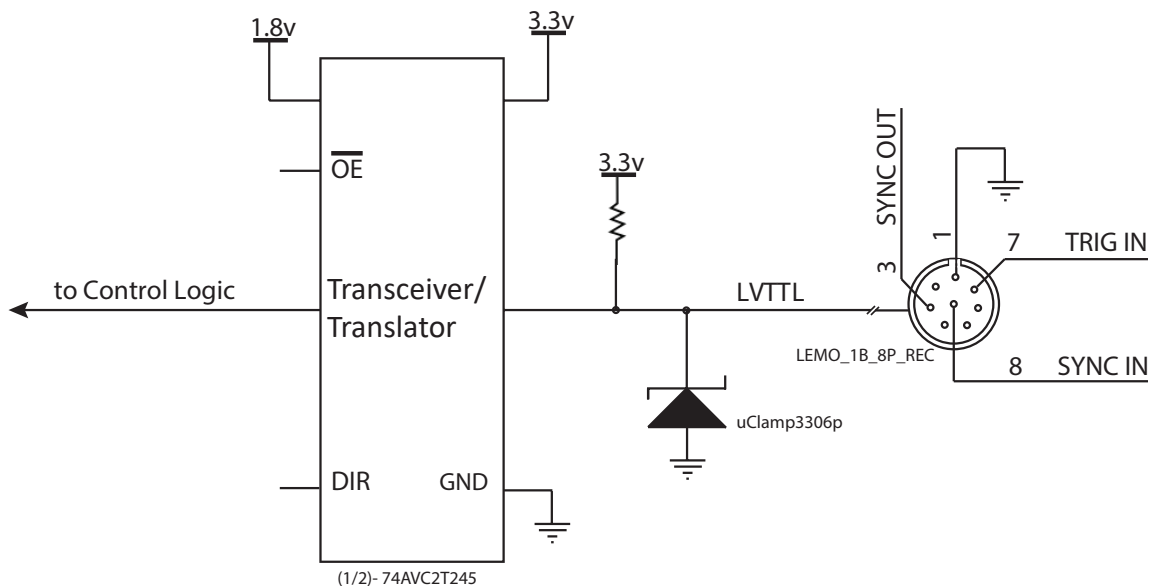 1.8v
3.3v
OE
3.3v
SYNC OUT
3
1
7
TRIG IN
to Control Logic
Transceiver/
Translator
LVTTL
LEMO_1B_8P_REC
8
SYNC IN
uClamp3306p
DIR
GND
(1/2)- 74AVC2T245